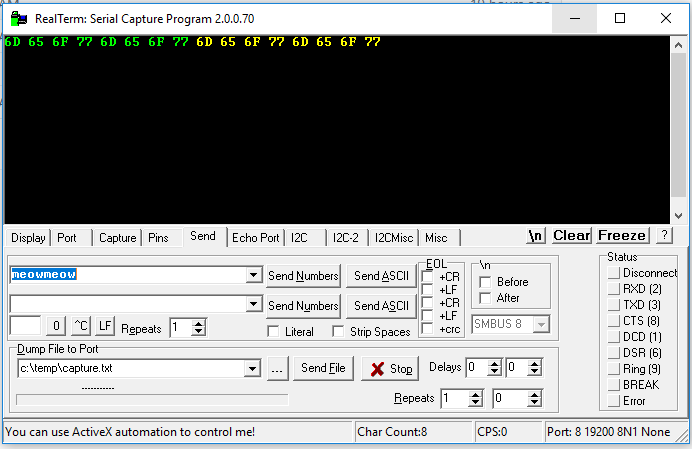 RealTerm: Serial Capture Program 2.0.0.70
6D 65 6F 77 6D 65 6F 77 6D 65 6F 77 6D 65 6F 77
Display Port Capture Pins Send Echo Port I2C I2C-2 I2CMisc Misc \n Clear Freeze ?
meowmeow Send Numbers Send ASCII
Send Numbers Send ASCII
0 ^C LF Repeats 1 Literal Strip Spaces
EOL
+CR
+LF
+CR
+LF
+crc
\n
Before
After
SMBUS 8
Status
Disconnect
RXD (2)
TXD (3)
CTS (8)
DCD (1)
DSR (6)
Ring (9)
BREAK
Error
Dump File to Port
c:\temp\capture.txt ... Send File Stop Delays 0 0
Repeats 1 0
You can use ActiveX automation to control me! Char Count:8 CPS:0 Port: 8 19200 8N1 None